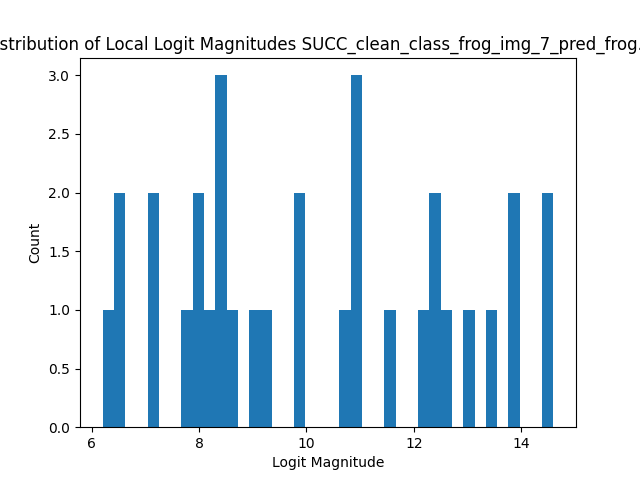 stribution of Local Logit Magnitudes SUCC_clean_class_frog_img_7_pred_frog.
3.0
2.5
2.0
1.5
1.0
0.5
0.0
Count
6 8 10 12 14
Logit Magnitude